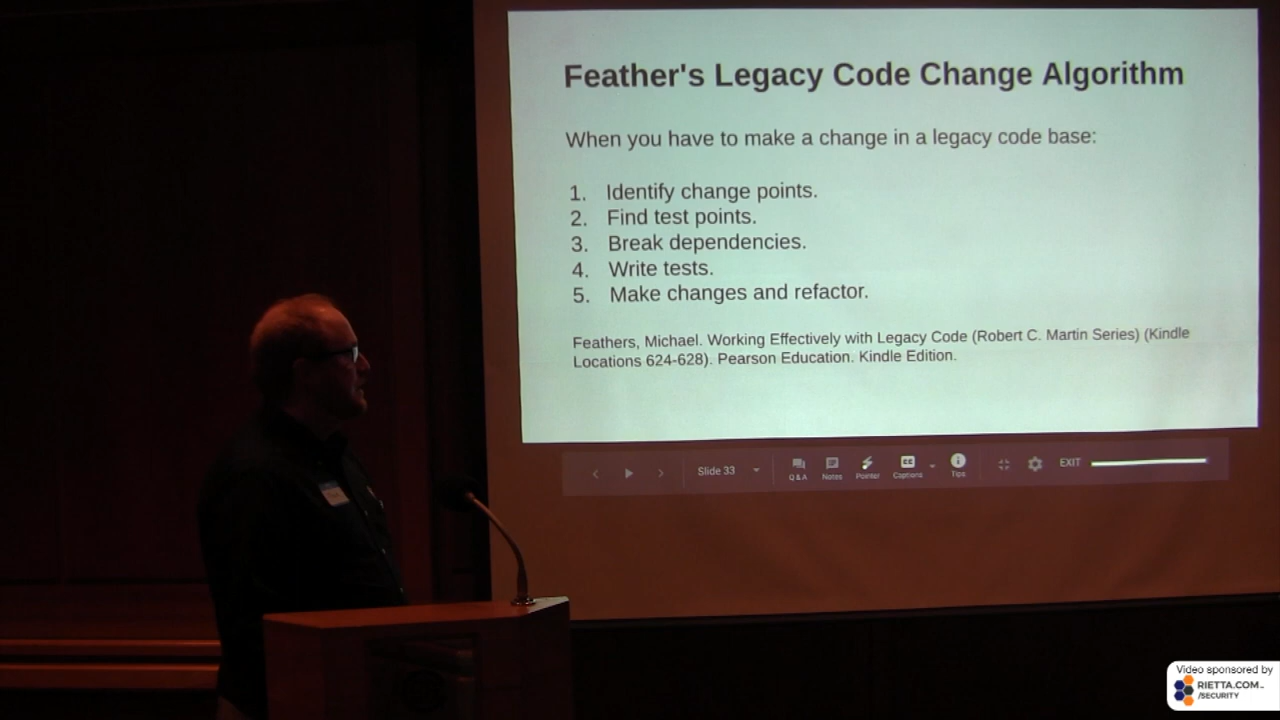 Feather's Legacy Code Change Algorithm
When you have to make a change in a legacy code base:
1. Identify change points.
2. Find test points.
3. Break dependencies.
4. Write tests.
5. Make changes and refactor.
Feathers, Michael. Working Effectively with Legacy Code (Robert C. Martin Series) (Kindle
Locations 624-628). Pearson Education. Kindle Edition.
Slide 33
Q&A
Notes
Pointer
CC
Captions
Tips
EXIT
Video sponsored by
RIETTA.COM
/SECURITY